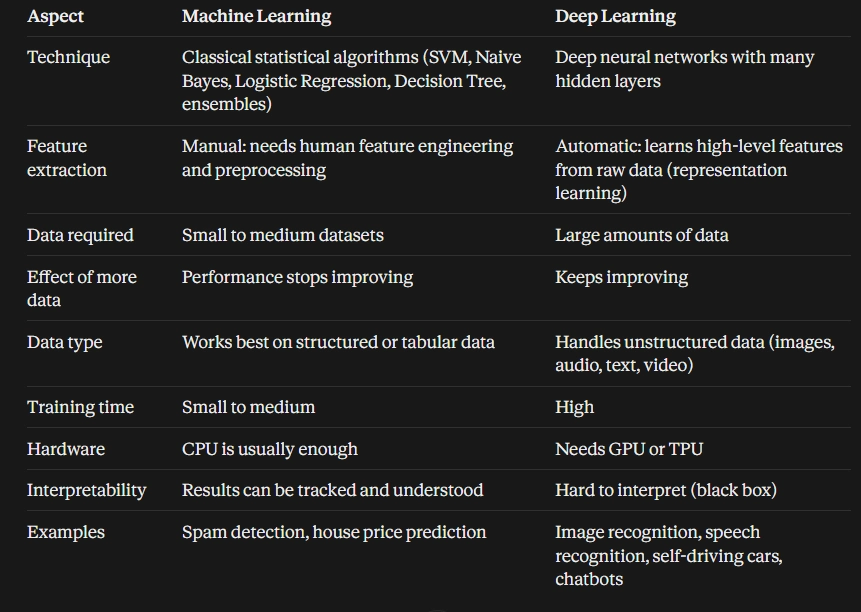 Aspect Machine Learning Deep Learning
Technique Classical statistical algorithms (SVM, Naive Deep neural networks with many
Bayes, Logistic Regression, Decision Tree, hidden layers
ensembles)
Feature Manual: needs human feature engineering Automatic: learns high-level features
extraction and preprocessing from raw data (representation
learning)
Data required Small to medium datasets Large amounts of data
Effect of more Performance stops improving Keeps improving
data
Data type Works best on structured or tabular data Handles unstructured data (images,
audio, text, video)
Training time Small to medium High
Hardware CPU is usually enough Needs GPU or TPU
Interpretability Results can be tracked and understood Hard to interpret (black box)
Examples Spam detection, house price prediction Image recognition, speech
recognition, self-driving cars,
chatbots